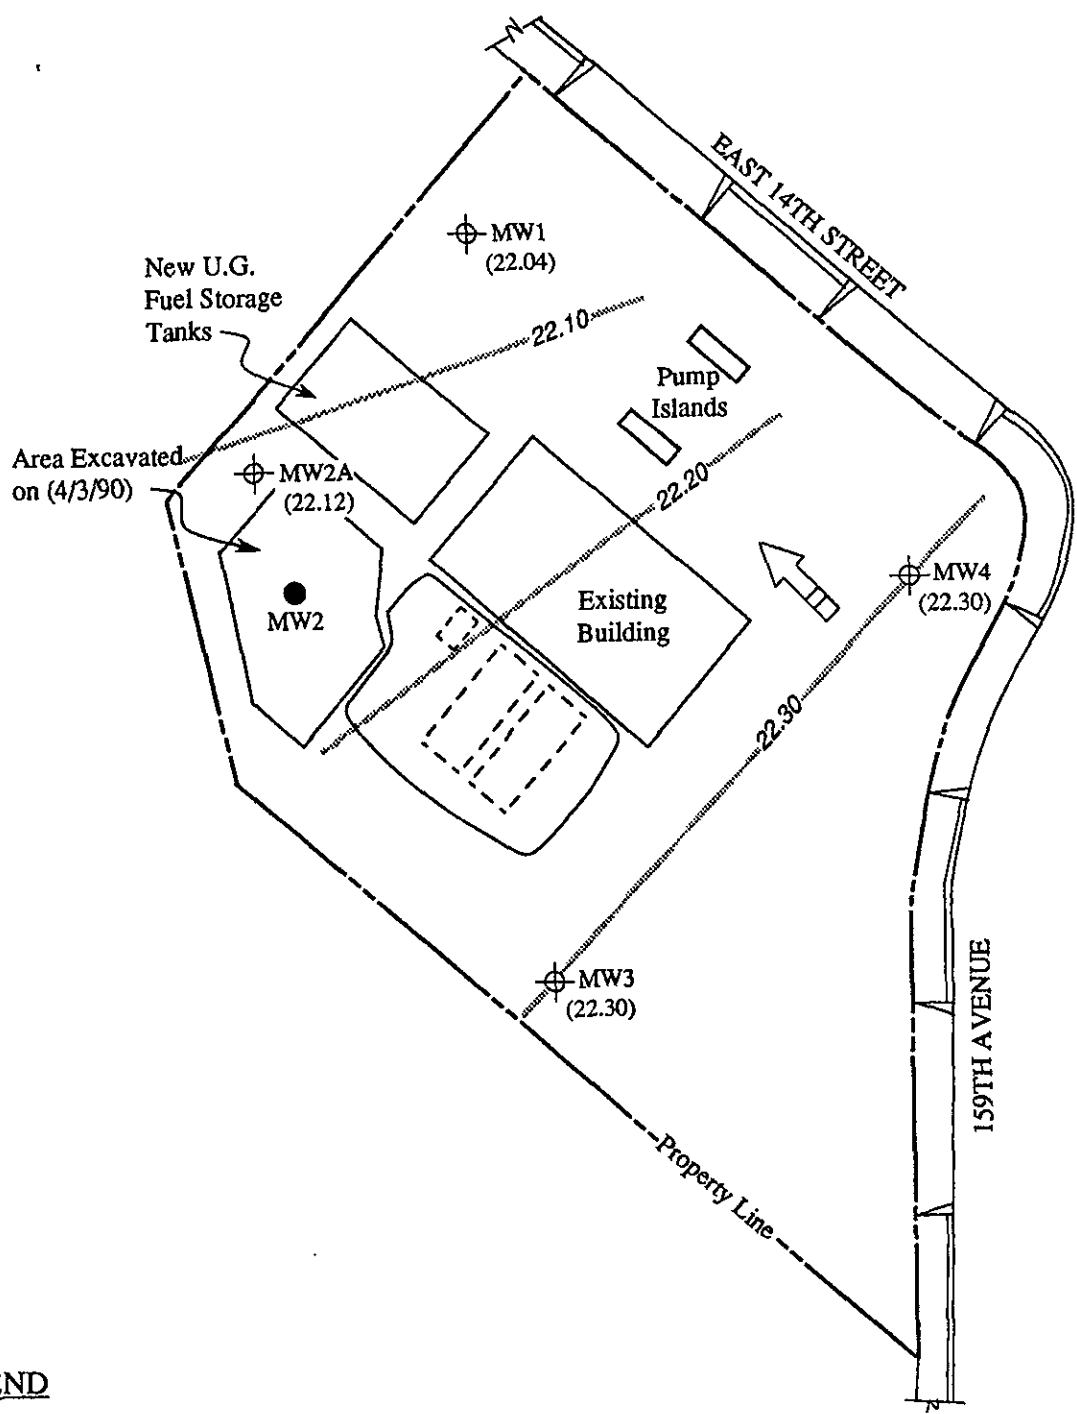 EAST 14TH STREET
MW1
(22.04)
New U.G.
Fuel Storage
Tanks
22.10
Pump
Islands
Area Excavated
on (4/3/90)
MW2A
(22.12)
22.20
MW4
(22.30)
Existing
Building
MW2
22.30
MW3
(22.30)
159TH AVENUE
Property Line
END